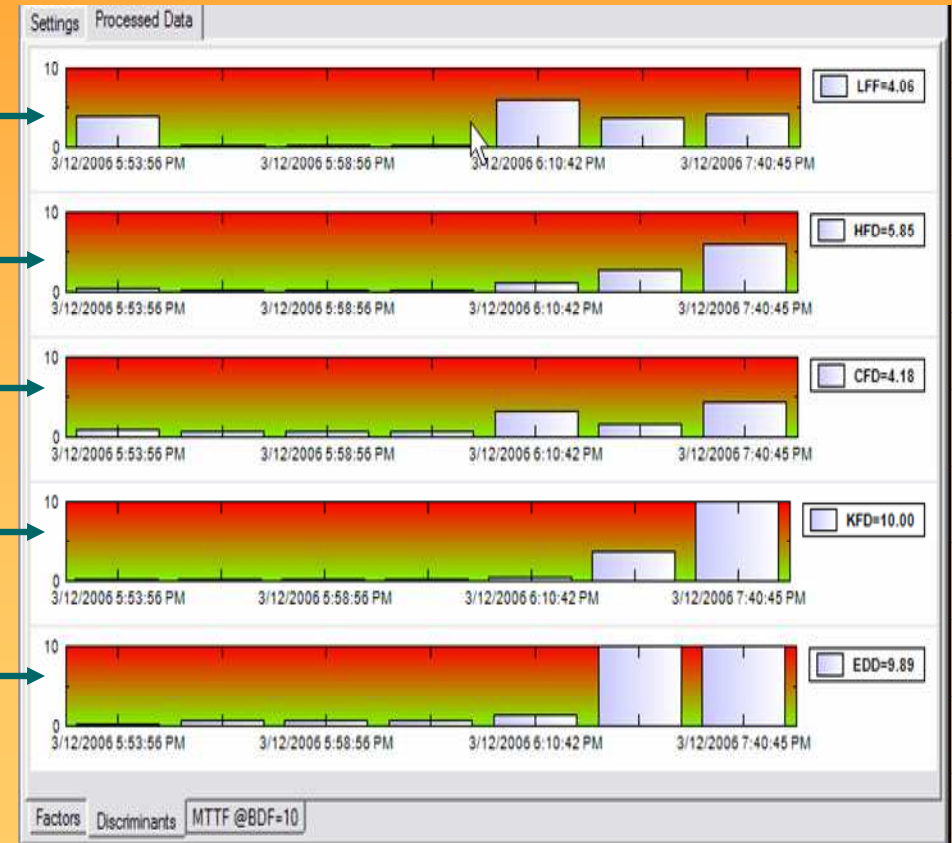 Settings Processed Data
10
LFF=4.06
0
3/12/2006 5:53:56 PM 3/12/2006 5:58:56 PM 3/12/2006 6:10:42 PM 3/12/2006 7:40:45 PM
10
HFD=5.85
0
3/12/2006 5:53:56 PM 3/12/2006 5:58:56 PM 3/12/2006 6:10:42 PM 3/12/2006 7:40:45 PM
10
CFD=4.18
0
3/12/2006 5:53:56 PM 3/12/2006 5:58:56 PM 3/12/2006 6:10:42 PM 3/12/2006 7:40:45 PM
10
KFD=10.00
0
3/12/2006 5:53:56 PM 3/12/2006 5:58:56 PM 3/12/2006 6:10:42 PM 3/12/2006 7:40:45 PM
10
EDD=9.89
0
3/12/2006 5:53:56 PM 3/12/2006 5:58:56 PM 3/12/2006 6:10:42 PM 3/12/2006 7:40:45 PM
Factors Discriminants MTTF @BDF=10